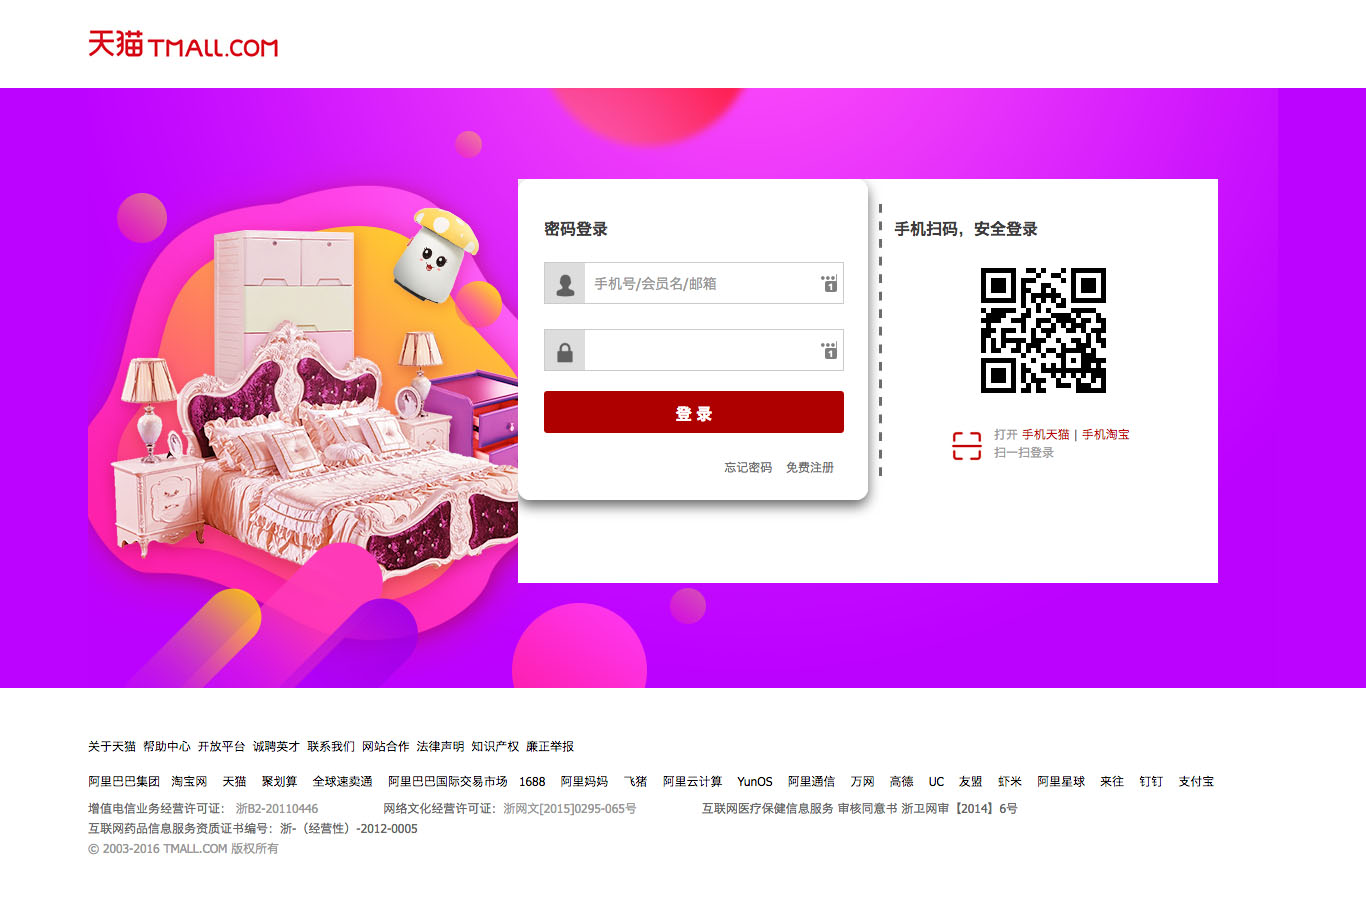 天猫 TMALL.COM
密码登录
手机号/会员名/邮箱
登 录
忘记密码 免费注册
手机扫码，安全登录
打开 手机天猫 | 手机淘宝
扫一扫登录
关于天猫 帮助中心 开放平台 诚聘英才 联系我们 网站合作 法律声明 知识产权 廉正举报
阿里巴巴集团 淘宝网 天猫 聚划算 全球速卖通 阿里巴巴国际交易市场 1688 阿里妈妈 飞猪 阿里云计算 YunOS 阿里通信 万网 高德 UC 友盟 虾米 阿里星球 来往 钉钉 支付宝
增值电信业务经营许可证： 浙B2-20110446 网络文化经营许可证：浙网文[2015]0295-065号 互联网医疗保健信息服务 审核同意书 浙卫网审【2014】6号
互联网药品信息服务资质证书编号：浙-（经营性）-2012-0005
© 2003-2016 TMALL.COM 版权所有